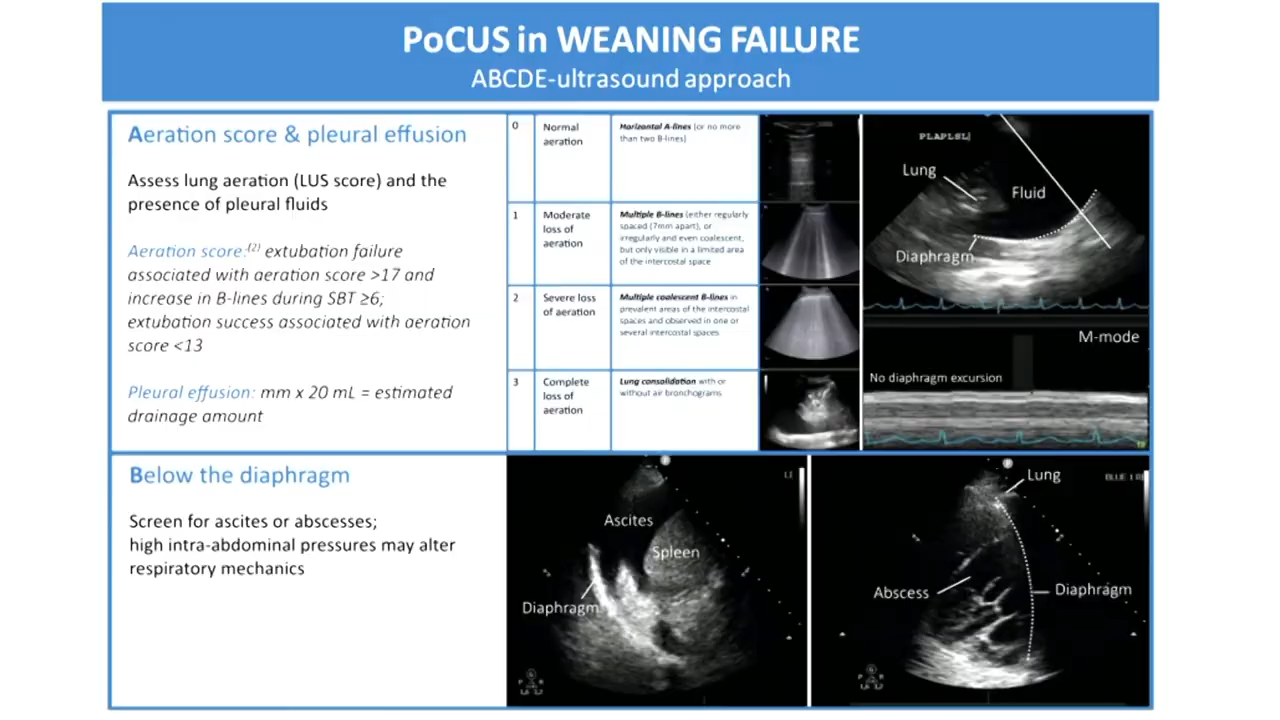 PoCUS in WEANING FAILURE
ABCDE-ultrasound approach
Aeration score & pleural effusion
Assess lung aeration (LUS score) and the
presence of pleural fluids
Aeration score:(2) extubation failure
associated with aeration score >17 and
increase in B-lines during SBT ≥6;
extubation success associated with aeration
score <13
Pleural effusion: mm x 20 mL = estimated
drainage amount
0
Normal
aeration
Horizontal A-lines (or no more
than two B-lines)
1
Moderate
loss of
aeration
Multiple B-lines (either regularly
spaced (7mm apart), or
irregularly and even coalescent,
but only visible in a limited area
of the intercostal space
2
Severe loss
of aeration
Multiple coalescent B-lines in
prevalent areas of the intercostal
spaces and observed in one or
several intercostal spaces
3
Complete
loss of
aeration
Lung consolidation with or
without air bronchograms
PLAPLSL
Lung
Fluid
Diaphragm
M-mode
No diaphragm excursion
Below the diaphragm
Screen for ascites or abscesses;
high intra-abdominal pressures may alter
respiratory mechanics
Ascites
Spleen
Diaphragm
Lung
Abscess
Diaphragm